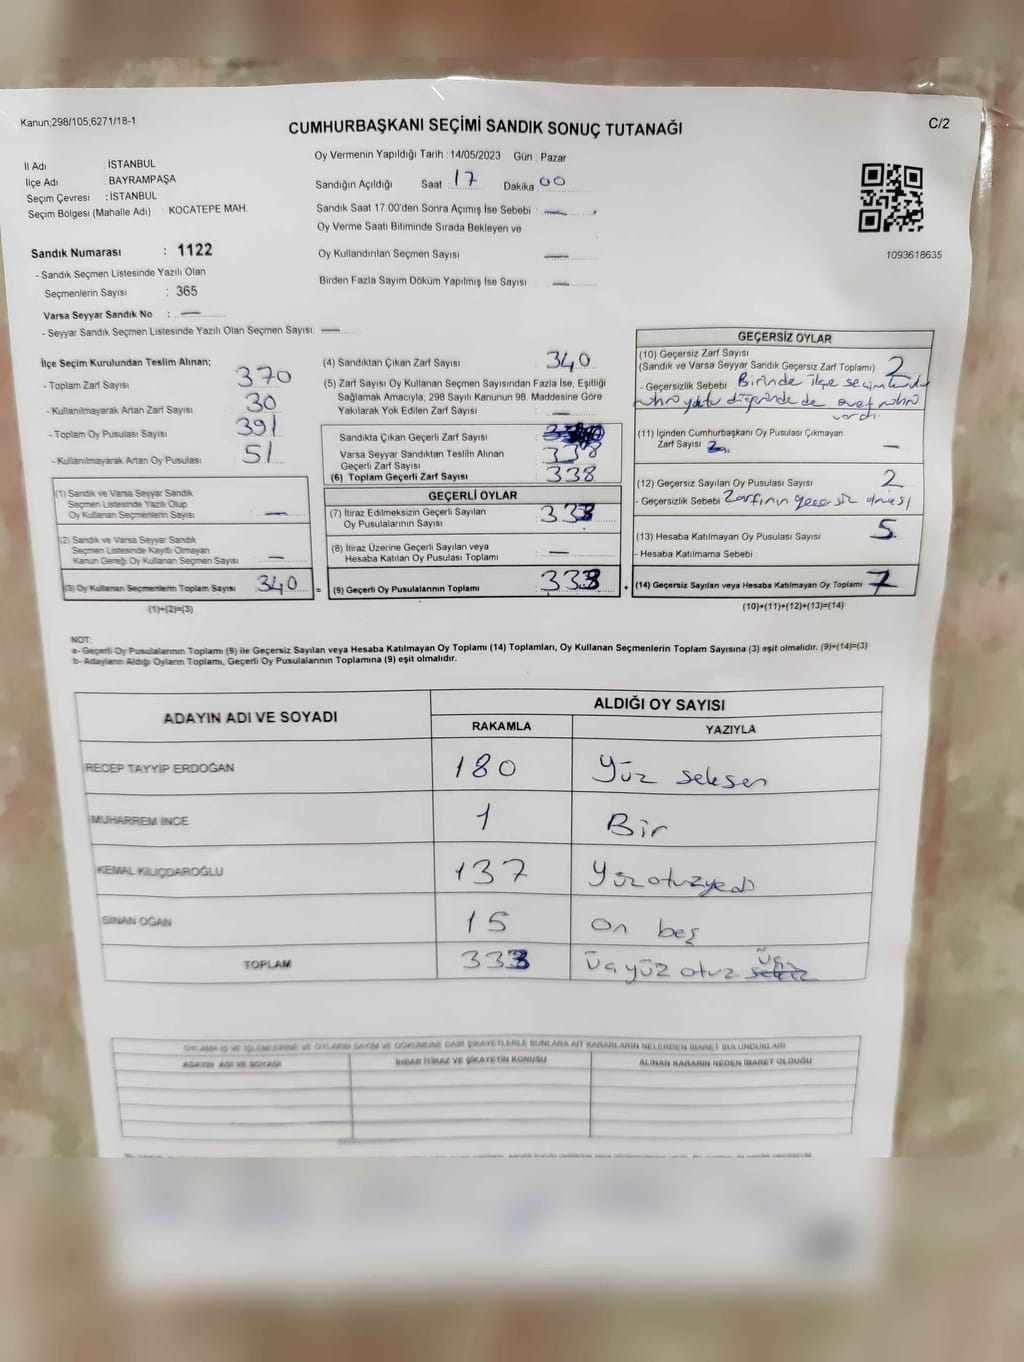 Kanun,298/105,6271/18-1
CUMHURBAŞKANI SEÇİMİ SANDIK SONUÇ TUTANAĞI
C/2
İl Adı : İSTANBUL
İlçe Adı : BAYRAMPAŞA
Seçim Çevresi : İSTANBUL
Seçim Bölgesi (Mahalle Adı) : KOCATEPE MAH.
Oy Vermenin Yapıldığı Tarih : 14/05/2023 Gün : Pazar
Sandığın Açıldığı Saat : 17 Dakika : 00
Sandık Saat 17:00'den Sonra Açımış İse Sebebi : —
Oy Verme Saati Bitiminde Sırada Bekleyen ve
Oy Kullandırılan Seçmen Sayısı : —
Birden Fazla Sayım Döküm Yapılmış İse Sayısı : —
1093618635
Sandık Numarası : 1122
- Sandık Seçmen Listesinde Yazılı Olan
Seçmenlerin Sayısı : 365
Varsa Seyyar Sandık No : —
- Seyyar Sandık Seçmen Listesinde Yazılı Olan Seçmen Sayısı: —
İlçe Seçim Kurulundan Teslim Alınan;
- Toplam Zarf Sayısı : 370
- Kullanılmayarak Artan Zarf Sayısı : 30
- Toplam Oy Pusulası Sayısı : 391
- Kullanılmayarak Artan Oy Pusulası : 51
(1) Sandık ve Varsa Seyyar Sandık
Seçmen Listesinde Yazılı Olup
Oy Kullanan Seçmenlerin Sayısı : —
(2) Sandık ve Varsa Seyyar Sandık
Seçmen Listesinde Kayıtlı Olmayan
Kanun Gereği Oy Kullanan Seçmen Sayısı : —
(3) Oy Kullanan Seçmenlerin Toplam Sayısı : 340 =
(1)+(2)=(3)
(4) Sandıktan Çıkan Zarf Sayısı : 340
(5) Zarf Sayısı Oy Kullanan Seçmen Sayısından Fazla İse, Eşitliği
Sağlamak Amacıyla, 298 Sayılı Kanunun 98. Maddesine Göre
Yakılarak Yok Edilen Zarf Sayısı : —
Sandıkta Çıkan Geçerli Zarf Sayısı :
Varsa Seyyar Sandıktan Teslim Alınan
Geçerli Zarf Sayısı : 338
(6) Toplam Geçerli Zarf Sayısı : 338
GEÇERLİ OYLAR
(7) İtiraz Edilmeksizin Geçerli Sayılan
Oy Pusulalarının Sayısı : 333
(8) İtiraz Üzerine Geçerli Sayılan veya
Hesaba Katılan Oy Pusulası Toplamı : —
(9) Geçerli Oy Pusulalarının Toplamı : 333 +
GEÇERSİZ OYLAR
(10) Geçersiz Zarf Sayısı
(Sandık ve Varsa Seyyar Sandık Geçersiz Zarf Toplamı) : 2
- Geçersizlik Sebebi : Birinde ilçe seçim
mührü yoktu diğerinde de evet mührü
vardı.
(11) İçinden Cumhurbaşkanı Oy Pusulası Çıkmayan
Zarf Sayısı : —
(12) Geçersiz Sayılan Oy Pusulası Sayısı : 2
- Geçersizlik Sebebi : Zarfının geçersiz olması
(13) Hesaba Katılmayan Oy Pusulası Sayısı : 5
- Hesaba Katılmama Sebebi :
(14) Geçersiz Sayılan veya Hesaba Katılmayan Oy Toplamı : 7
(10)+(11)+(12)+(13)=(14)
NOT:
a- Geçerli Oy Pusulalarının Toplamı (9) ile Geçersiz Sayılan veya Hesaba Katılmayan Oy Toplamı (14) Toplamları, Oy Kullanan Seçmenlerin Toplam Sayısına (3) eşit olmalıdır. (9)+(14)=(3)
b- Adayların Aldığı Oyların Toplamı, Geçerli Oy Pusulalarının Toplamına (9) eşit olmalıdır.
ADAYIN ADI VE SOYADI
ALDIĞI OY SAYISI
RAKAMLA YAZIYLA
RECEP TAYYİP ERDOĞAN 180 Yüz seksen
MUHARREM İNCE 1 Bir
KEMAL KILIÇDAROĞLU 137 Yüzotuzyedi
SİNAN OĞAN 15 On beş
TOPLAM 333 Üçyüz otuz üç
OYLAMA İŞ VE İŞLEMLERİNE VE OYLARIN SAYIM VE DÖKÜMÜNE DAİR ŞİKAYETLERLE BUNLARA AİT KARARLARIN NELERDEN İBARET BULUNDUKLARI
ADAYIN ADI VE SOYADI İHBAR İTİRAZ VE ŞİKAYETİN KONUSU ALINAN KARARIN NEDEN İBARET OLDUĞU